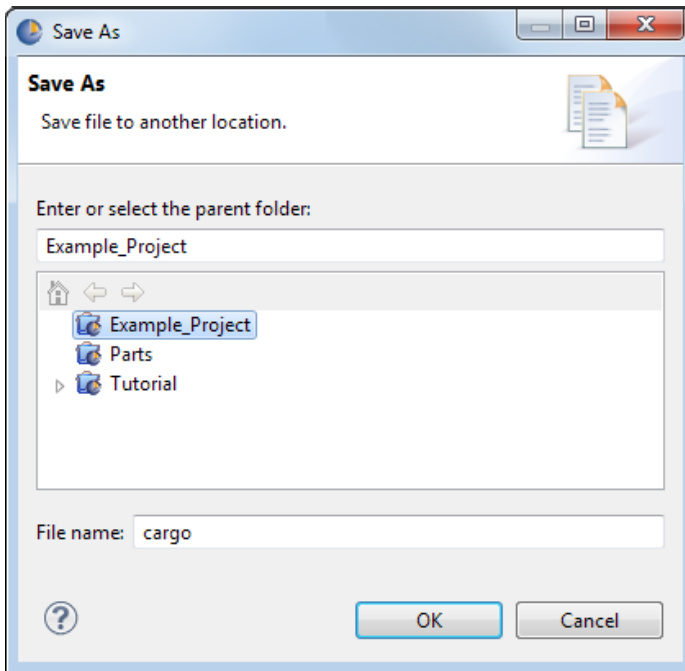 Save As
Save As
Save file to another location.
Enter or select the parent folder:
Example_Project
Example_Project
Parts
Tutorial
File name: cargo
OK Cancel